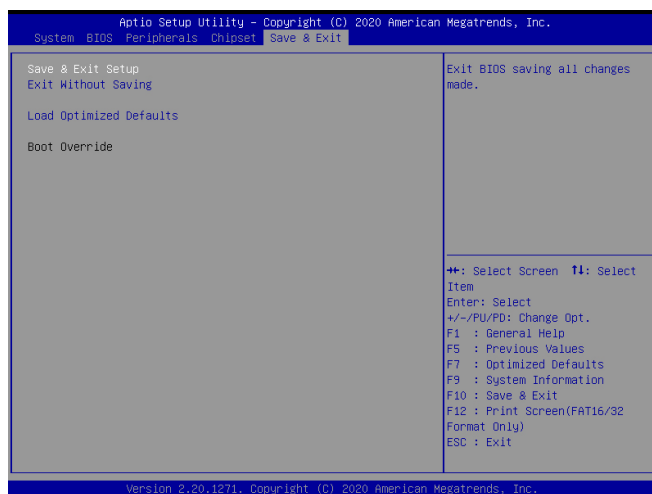 Aptio Setup Utility – Copyright (C) 2020 American Megatrends, Inc.
System BIOS Peripherals Chipset Save & Exit
Save & Exit Setup
Exit Without Saving
Load Optimized Defaults
Boot Override
Exit BIOS saving all changes
made.
→←: Select Screen ↑↓: Select
Item
Enter: Select
+/-/PU/PD: Change Opt.
F1 : General Help
F5 : Previous Values
F7 : Optimized Defaults
F9 : System Information
F10 : Save & Exit
F12 : Print Screen(FAT16/32
Format Only)
ESC : Exit
Version 2.20.1271. Copyright (C) 2020 American Megatrends, Inc.